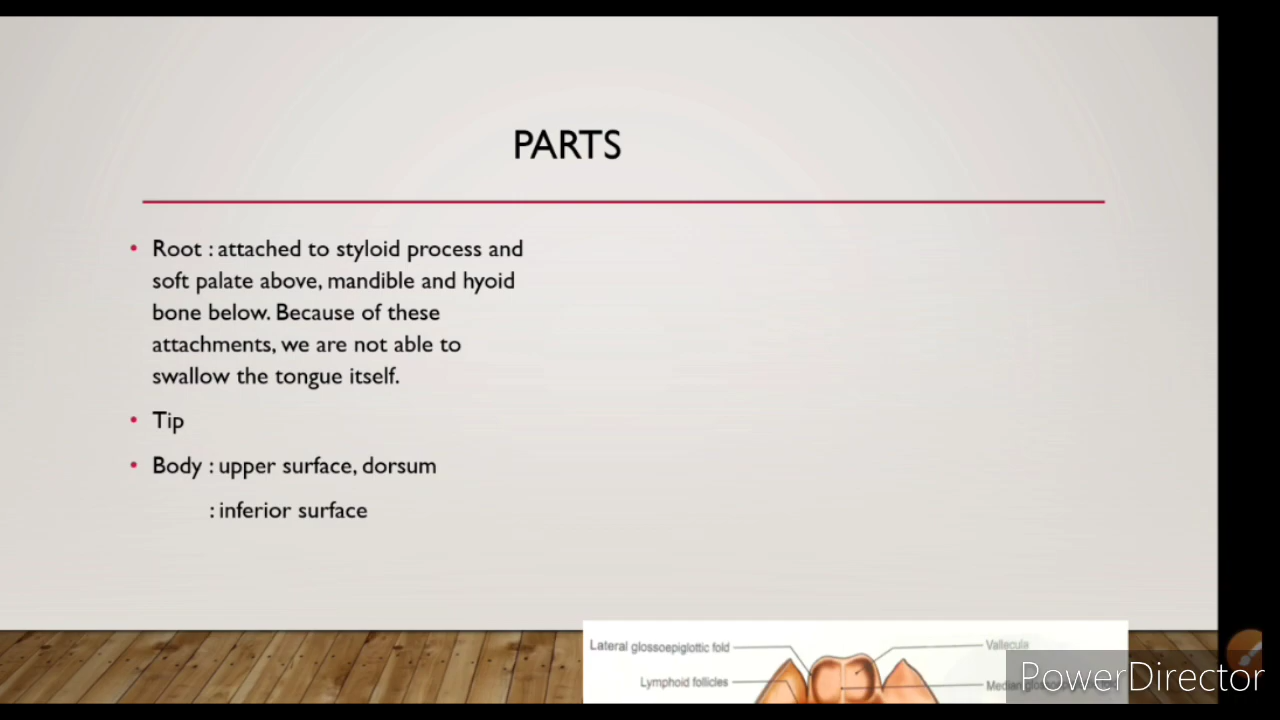 PARTS
• Root : attached to styloid process and
soft palate above, mandible and hyoid
bone below. Because of these
attachments, we are not able to
swallow the tongue itself.
• Tip
• Body : upper surface, dorsum
: inferior surface
Lateral glossoepiglottic fold
Vallecula
Lymphoid follicles
Median
PowerDirector